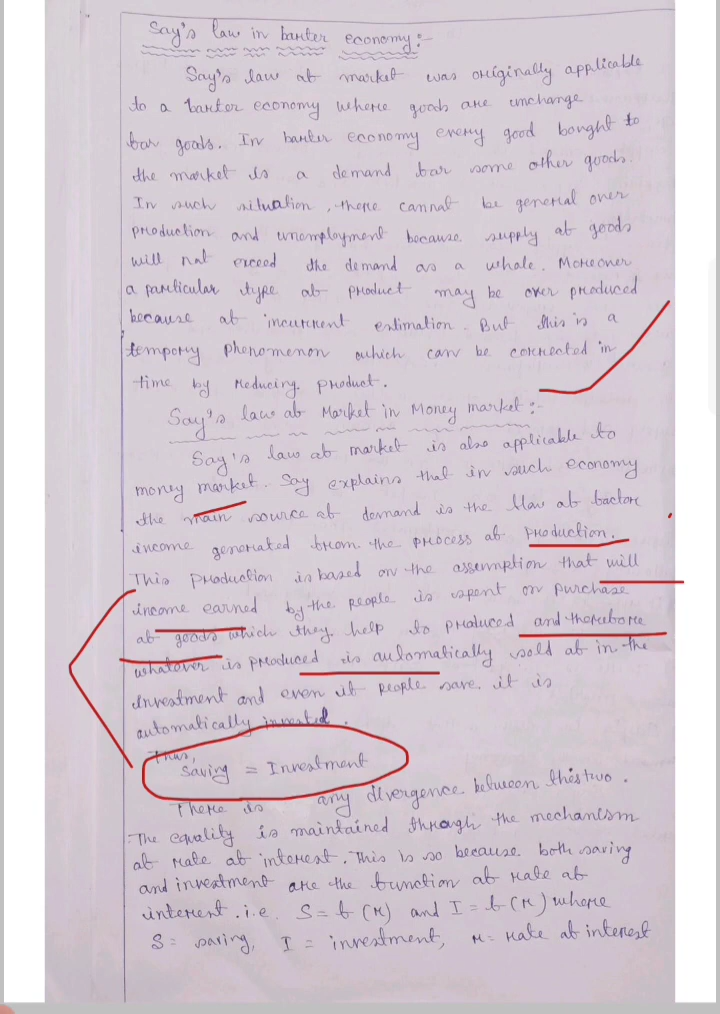 Say's law in barter economy :-
Say's law of market was originally applicable
to a barter economy where goods are unchange
for goods. In barter economy every good bought to
the market is a demand for some other goods.
In such situation, there cannot be general over
production and unemployment because supply of goods
will not exceed the demand as a whole. Moreover
a particular type of product may be over produced
because of incurrent estimation. But this is a
tempory phenomenon which can be corrected in
time by reducing product.
Say's law of Market in Money market :-
Say's law of market is also applicable to
money market. Say explains that in such economy
the main source of demand is the flow of factore
income generated from the process of production.
This production is based on the assumption that will
income earned by the people is spent on purchase
of goods which they help to produced and therefore
whatever is produced is automatically sold of in the
investment and even if people save, it is
automatically invested.
Thus,
Saving = Investment
There is any divergence between this two.
The equality is maintained through the mechanism
of rate of interest. This is so because both saving
and investment are the function of rate of
interest. i.e. S = f (r) and I = f (r) where
S = saving, I = investment, r = rate of interest